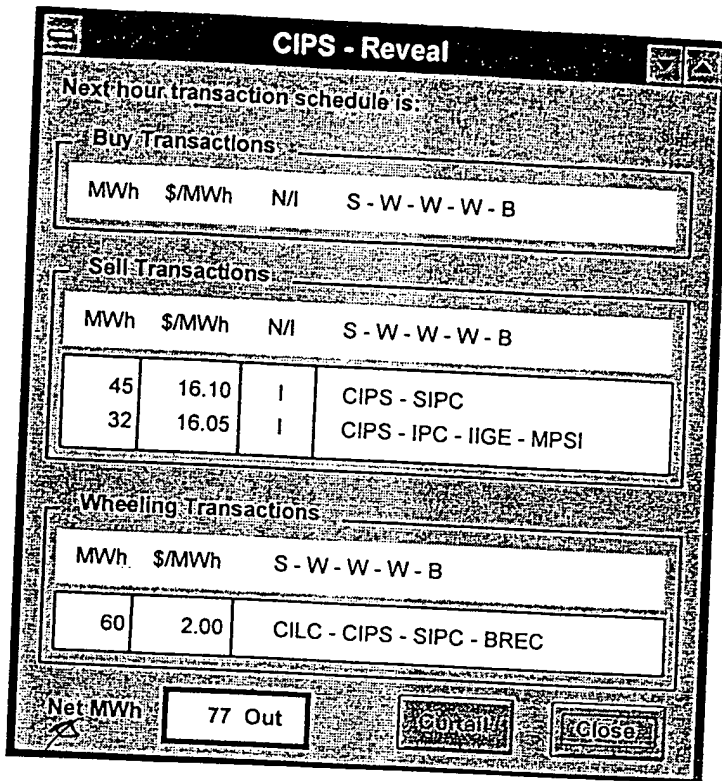 CIPS - Reveal
Next hour transaction schedule is:
Buy Transactions
MWh $/MWh N/I S - W - W - W - B
Sell Transactions
MWh $/MWh N/I S - W - W - W - B
45 16.10 I CIPS - SIPC
32 16.05 I CIPS - IPC - IIGE - MPSI
Wheeling Transactions
MWh $/MWh S - W - W - W - B
60 2.00 CILC - CIPS - SIPC - BREC
Net MWh 77 Out Curtail Close